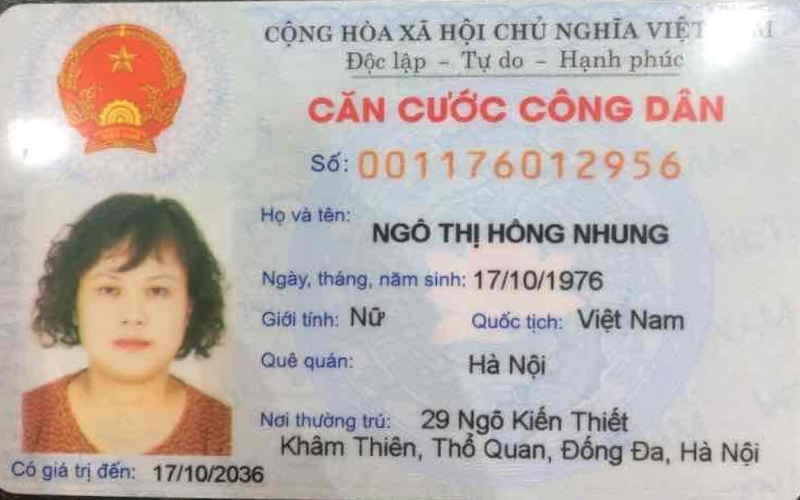 CỘNG HÒA XÃ HỘI CHỦ NGHĨA VIỆT NAM
Độc lập - Tự do - Hạnh phúc
CĂN CƯỚC CÔNG DÂN
Số: 001176012956
Họ và tên: NGÔ THỊ HỒNG NHUNG
Ngày, tháng, năm sinh: 17/10/1976
Giới tính: Nữ Quốc tịch: Việt Nam
Quê quán: Hà Nội
Nơi thường trú: 29 Ngõ Kiến Thiết
Khâm Thiên, Thổ Quan, Đống Đa, Hà Nội
Có giá trị đến: 17/10/2036